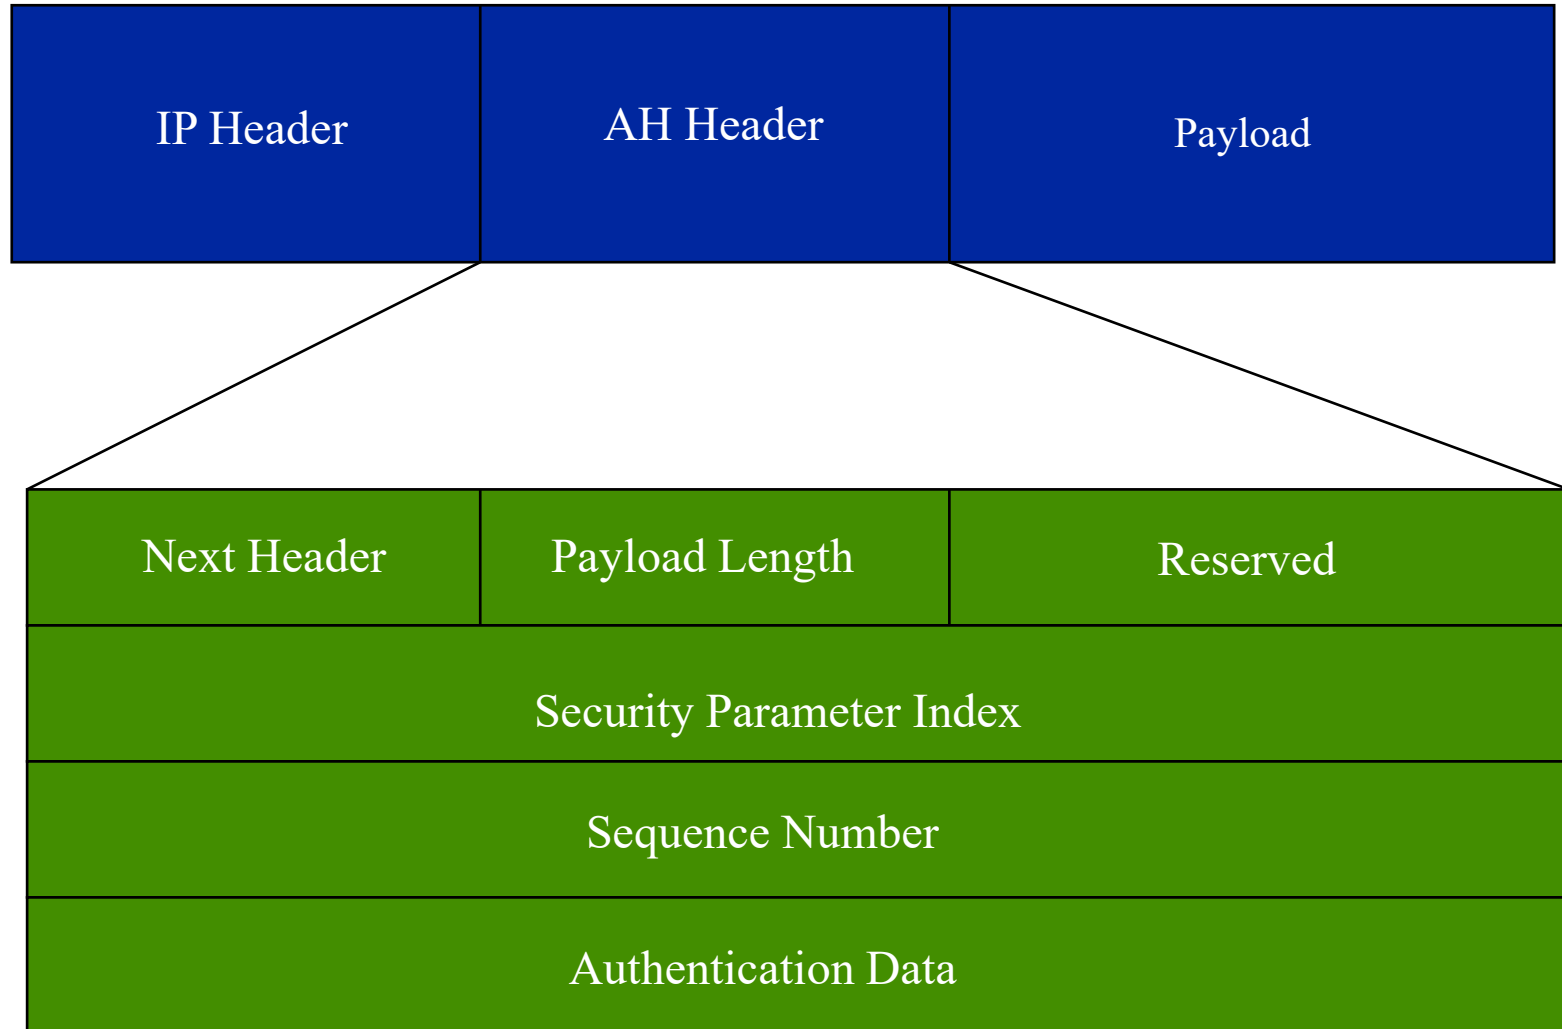 IP Header
AH Header
Payload
Next Header
Payload Length
Reserved
Security Parameter Index
Sequence Number
Authentication Data